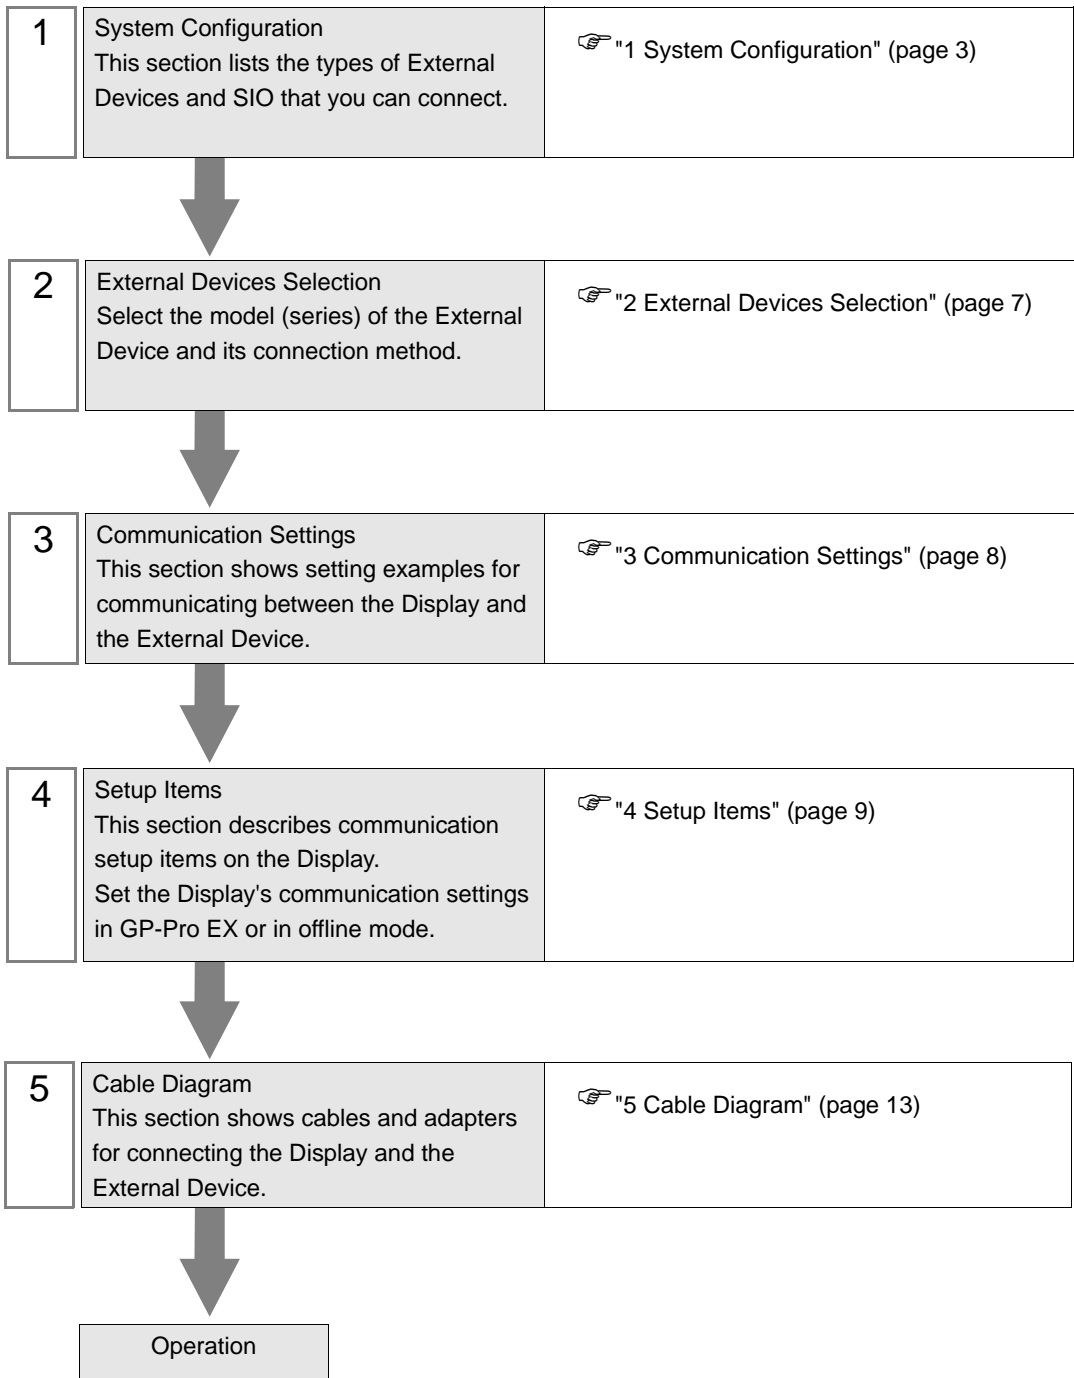 1
System Configuration
This section lists the types of External
Devices and SIO that you can connect.
"1 System Configuration" (page 3)
2
External Devices Selection
Select the model (series) of the External
Device and its connection method.
"2 External Devices Selection" (page 7)
3
Communication Settings
This section shows setting examples for
communicating between the Display and
the External Device.
"3 Communication Settings" (page 8)
4
Setup Items
This section describes communication
setup items on the Display.
Set the Display's communication settings
in GP-Pro EX or in offline mode.
"4 Setup Items" (page 9)
5
Cable Diagram
This section shows cables and adapters
for connecting the Display and the
External Device.
"5 Cable Diagram" (page 13)
Operation